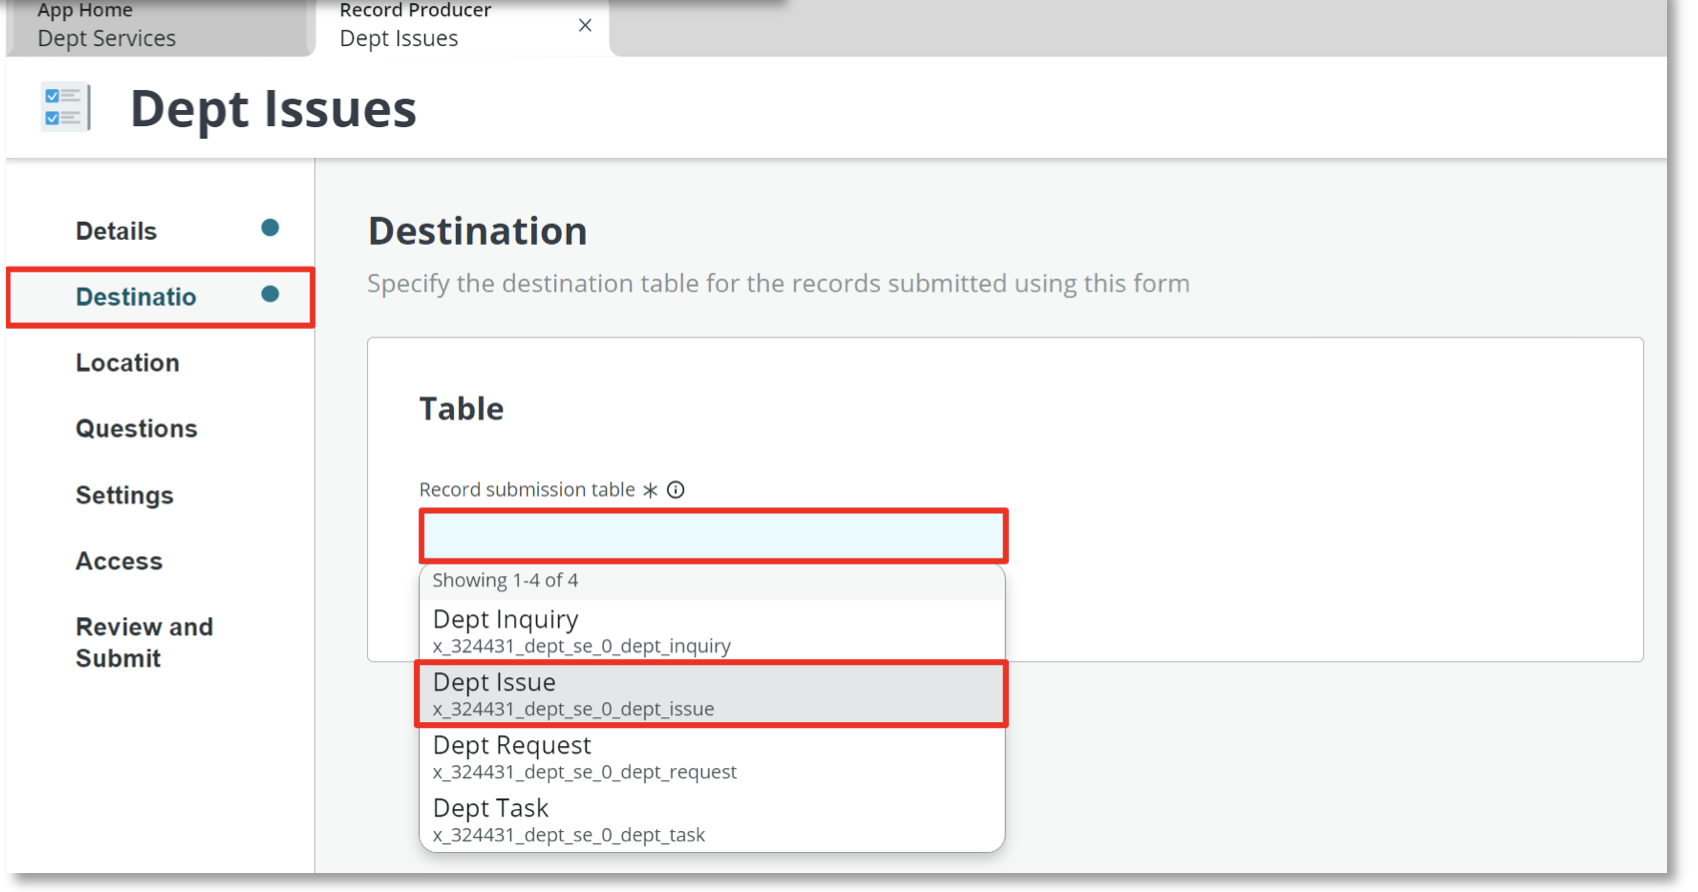 App Home
Dept Services
Record Producer
Dept Issues
Dept Issues
Details
Destinatio
Location
Questions
Settings
Access
Review and
Submit
Destination
Specify the destination table for the records submitted using this form
Table
Record submission table *
Showing 1-4 of 4
Dept Inquiry
x_324431_dept_se_0_dept_inquiry
Dept Issue
x_324431_dept_se_0_dept_issue
Dept Request
x_324431_dept_se_0_dept_request
Dept Task
x_324431_dept_se_0_dept_task